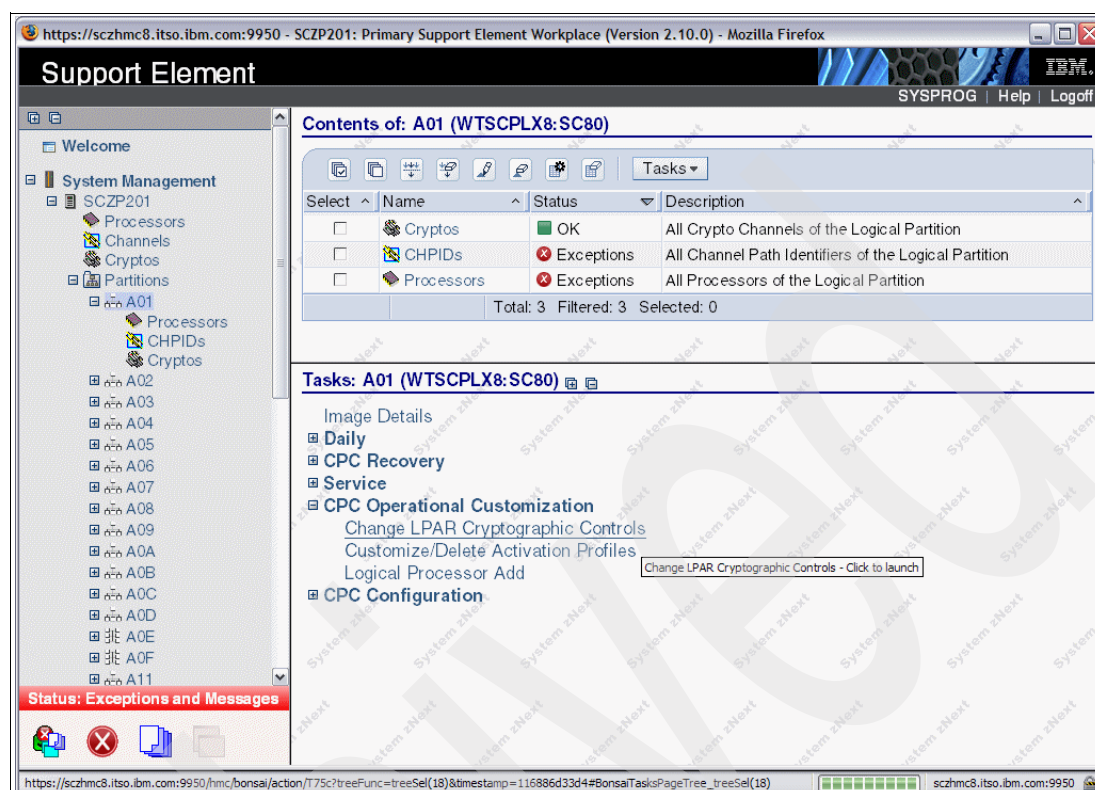 https://sczhmc8.itso.ibm.com:9950 - SCZP201: Primary Support Element Workplace (Version 2.10.0) - Mozilla Firefox
Support Element
IBM.
SYSPROG | Help | Logoff
Welcome
System Management
SCZP201
Processors
Channels
Cryptos
Partitions
A01
Processors
CHPIDs
Cryptos
A02
A03
A04
A05
A06
A07
A08
A09
A0A
A0B
A0C
A0D
A0E
A0F
A11
Status: Exceptions and Messages
Contents of: A01 (WTSCPLX8:SC80)
Tasks
Select Name Status Description
Cryptos OK All Crypto Channels of the Logical Partition
CHPIDs Exceptions All Channel Path Identifiers of the Logical Partition
Processors Exceptions All Processors of the Logical Partition
Total: 3 Filtered: 3 Selected: 0
Tasks: A01 (WTSCPLX8:SC80)
Image Details
Daily
CPC Recovery
Service
CPC Operational Customization
Change LPAR Cryptographic Controls
Customize/Delete Activation Profiles
Change LPAR Cryptographic Controls - Click to launch
Logical Processor Add
CPC Configuration
System zNext
https://sczhmc8.itso.ibm.com:9950/hmc/bonsai/action/T75c?treeFunc=treeSel(18)&timestamp=116886d33d4#BonsaiTasksPageTree_treeSel(18)
sczhmc8.itso.ibm.com:9950